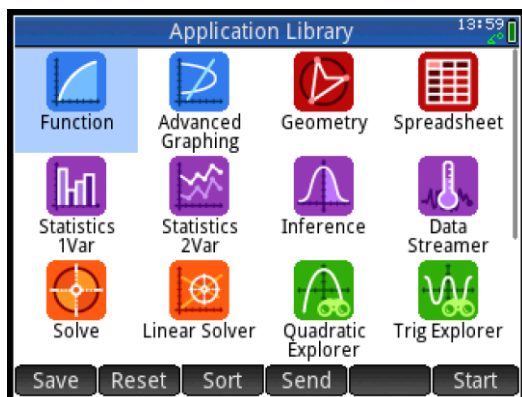 Application Library
13:59
Function
Advanced
Graphing
Geometry
Spreadsheet
Statistics
1Var
Statistics
2Var
Inference
Data
Streamer
Solve
Linear Solver
Quadratic
Explorer
Trig Explorer
Save Reset Sort Send Start